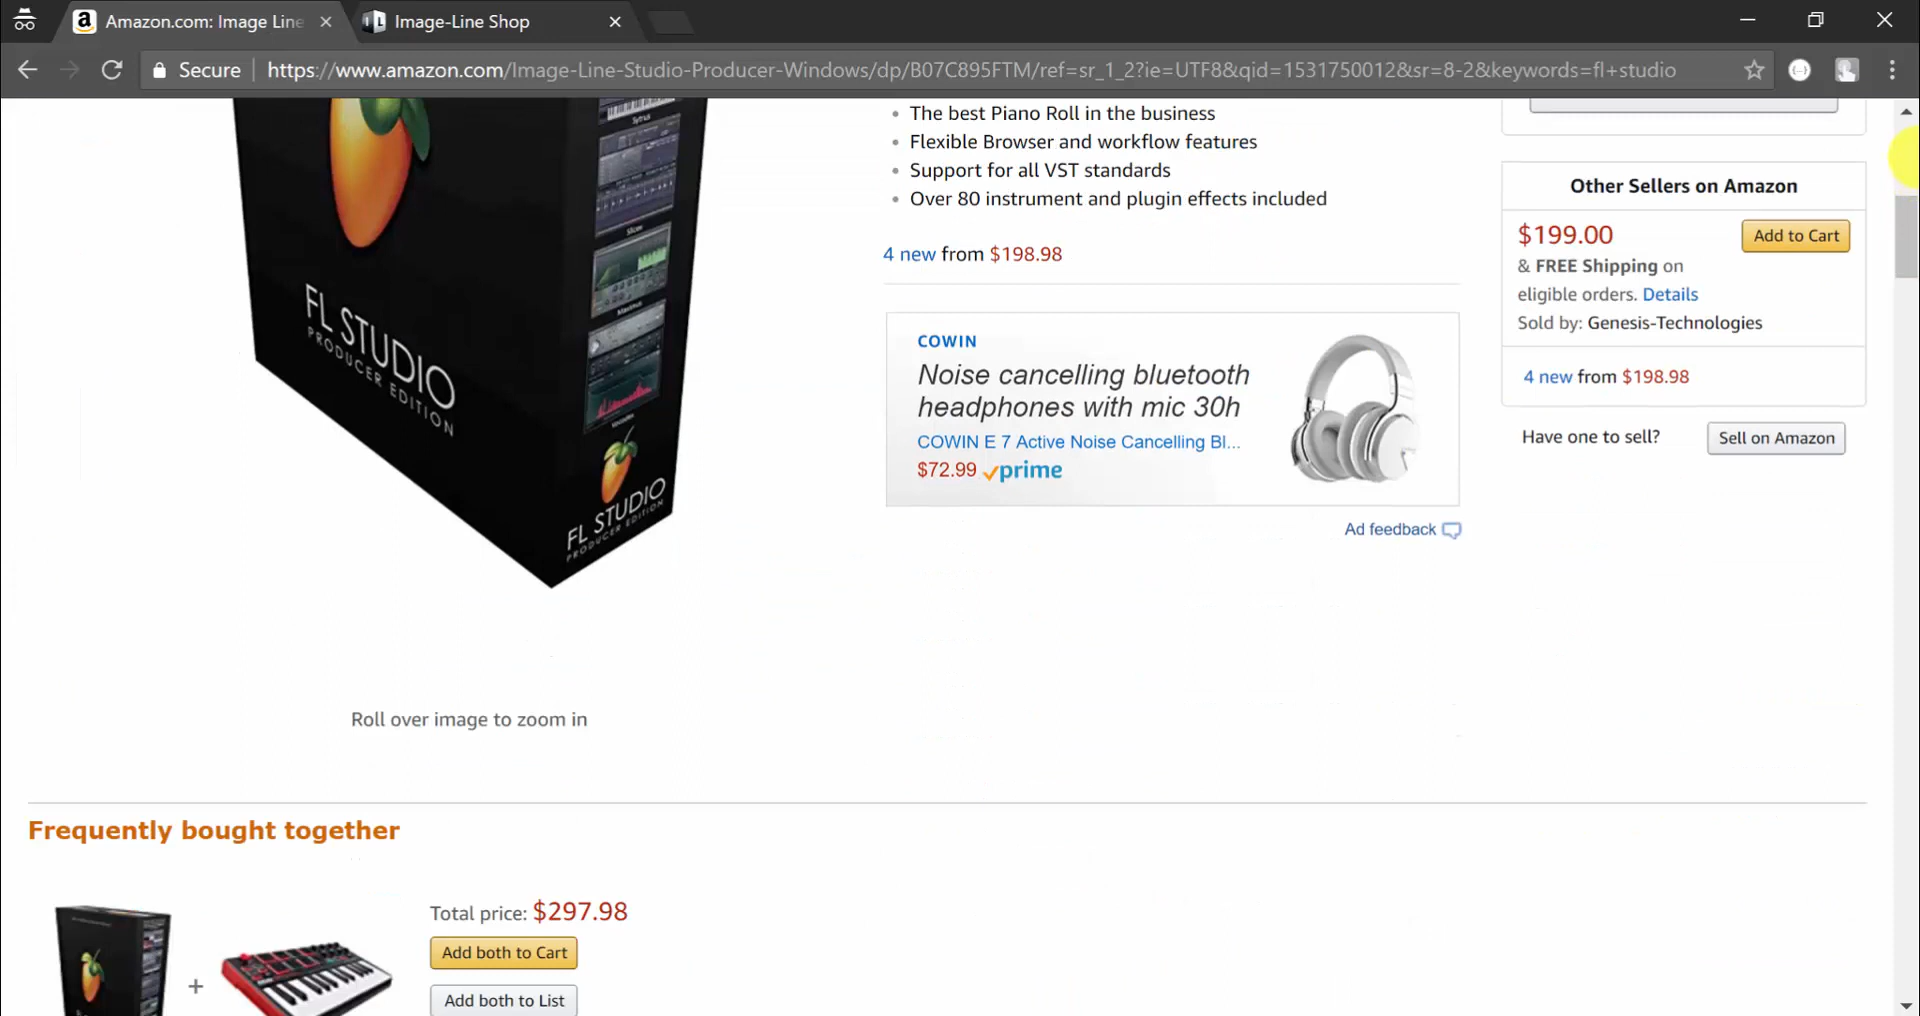 Amazon.com: Image Line
Image-Line Shop
Secure
https://www.amazon.com/Image-Line-Studio-Producer-Windows/dp/B07C895FTM/ref=sr_1_2?ie=UTF8&qid=1531750012&sr=8-2&keywords=fl+studio
Sytrus
Slicex
Maximus
FL STUDIO
PRODUCER EDITION
FL STUDIO
PRODUCER EDITION
Roll over image to zoom in
The best Piano Roll in the business
Flexible Browser and workflow features
Support for all VST standards
Over 80 instrument and plugin effects included
4 new from $198.98
COWIN
Noise cancelling bluetooth
headphones with mic 30h
COWIN E 7 Active Noise Cancelling Bl...
$72.99 prime
Ad feedback
Other Sellers on Amazon
$199.00
Add to Cart
& FREE Shipping on
eligible orders. Details
Sold by: Genesis-Technologies
4 new from $198.98
Have one to sell?
Sell on Amazon
Frequently bought together
+
Total price: $297.98
Add both to Cart
Add both to List